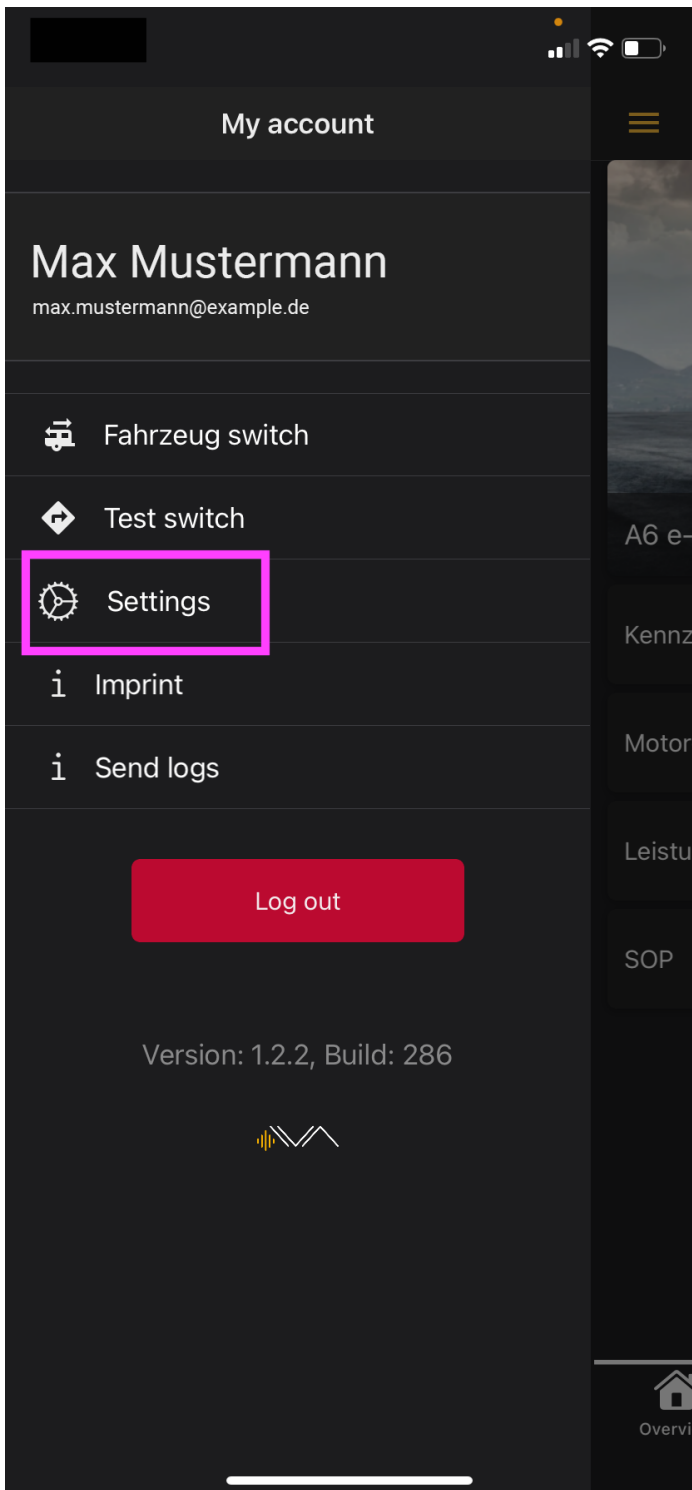 My account
Max Mustermann
max.mustermann@example.de
Fahrzeug switch
Test switch
Settings
i Imprint
i Send logs
Log out
Version: 1.2.2, Build: 286
A6 e-
Kennz
Motor
Leistu
SOP
Overvi